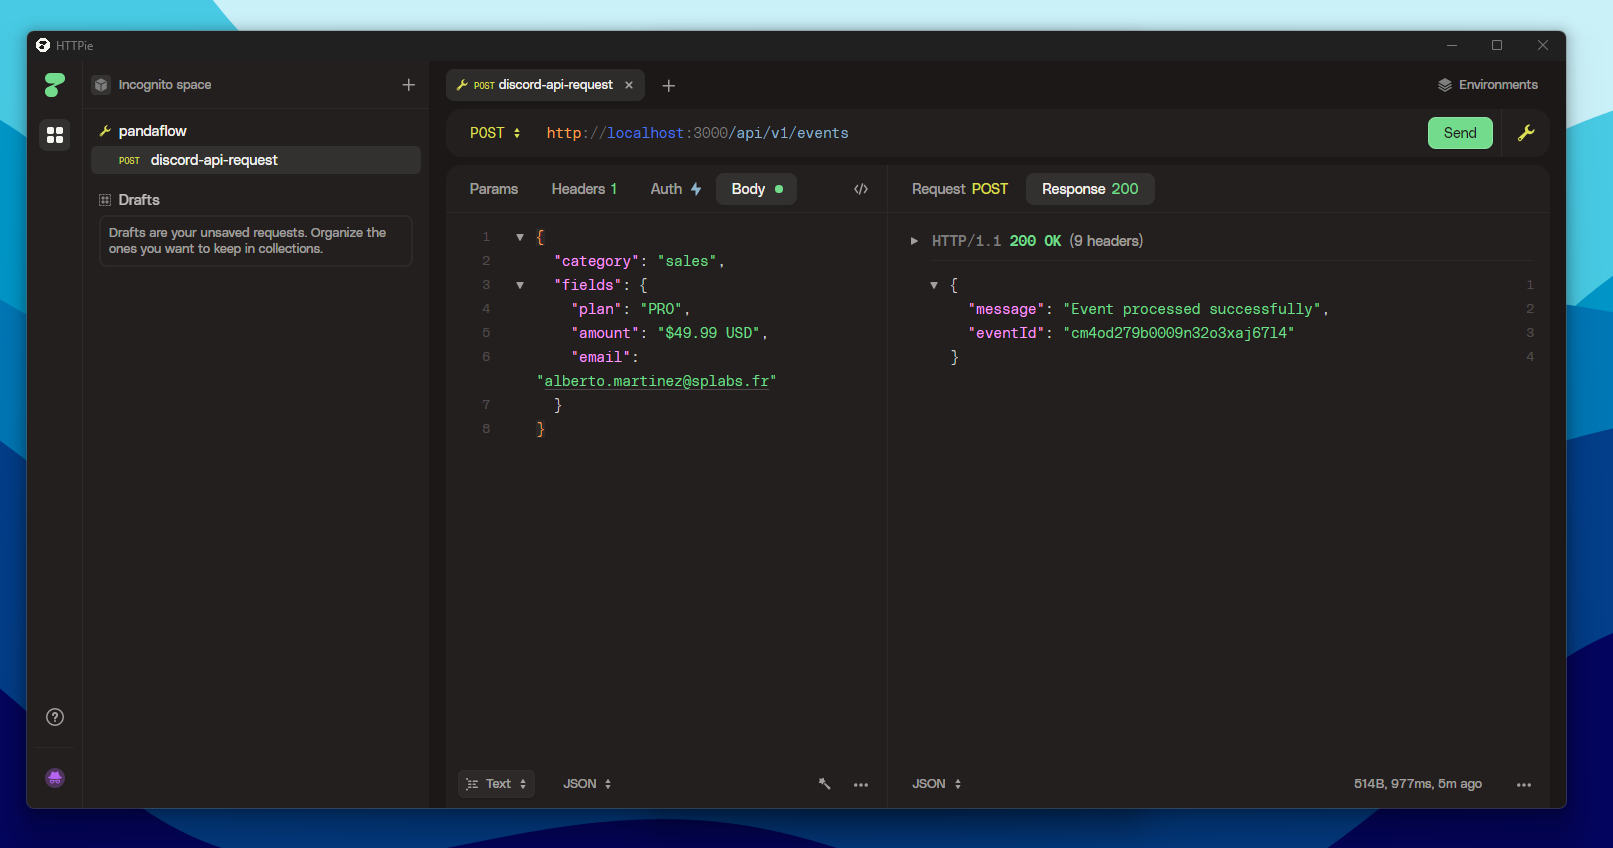 HTTPie
Incognito space
POST discord-api-request
Environments
pandaflow
POST discord-api-request
Drafts
Drafts are your unsaved requests. Organize the
ones you want to keep in collections.
POST http://localhost:3000/api/v1/events
Send
Params Headers 1 Auth Body </>
1 {
2 "category": "sales",
3 "fields": {
4 "plan": "PRO",
5 "amount": "$49.99 USD",
6 "email":
"alberto.martinez@splabs.fr"
7 }
8 }
Text JSON
Request POST Response 200
HTTP/1.1 200 OK (9 headers)
{ 1
"message": "Event processed successfully", 2
"eventId": "cm4od279b0009n32o3xaj67l4" 3
} 4
JSON 514B, 977ms, 5m ago